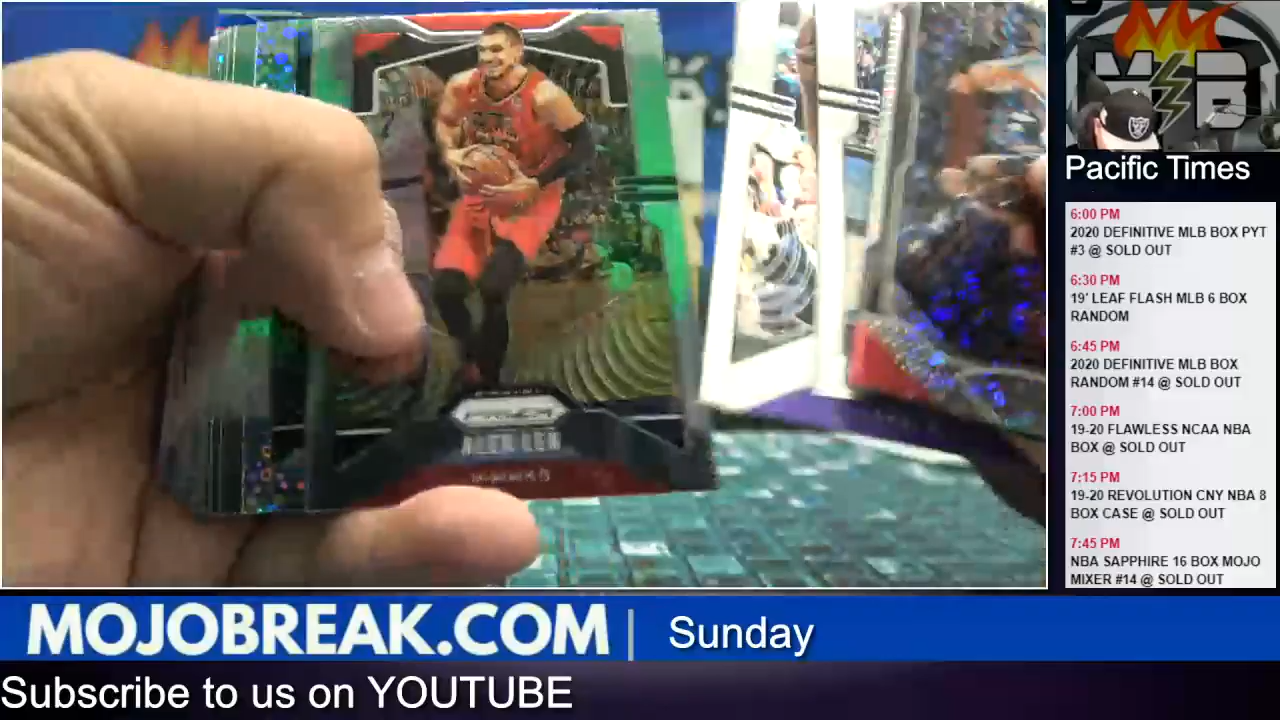 MB
Pacific Times
6:00 PM
2020 DEFINITIVE MLB BOX PYT
#3 @ SOLD OUT
6:30 PM
19' LEAF FLASH MLB 6 BOX
RANDOM
6:45 PM
2020 DEFINITIVE MLB BOX
RANDOM #14 @ SOLD OUT
7:00 PM
19-20 FLAWLESS NCAA NBA
BOX @ SOLD OUT
7:15 PM
19-20 REVOLUTION CNY NBA 8
BOX CASE @ SOLD OUT
7:45 PM
NBA SAPPHIRE 16 BOX MOJO
MIXER #14 @ SOLD OUT
ALEX LEN
MOJOBREAK.COM | Sunday
Subscribe to us on YOUTUBE